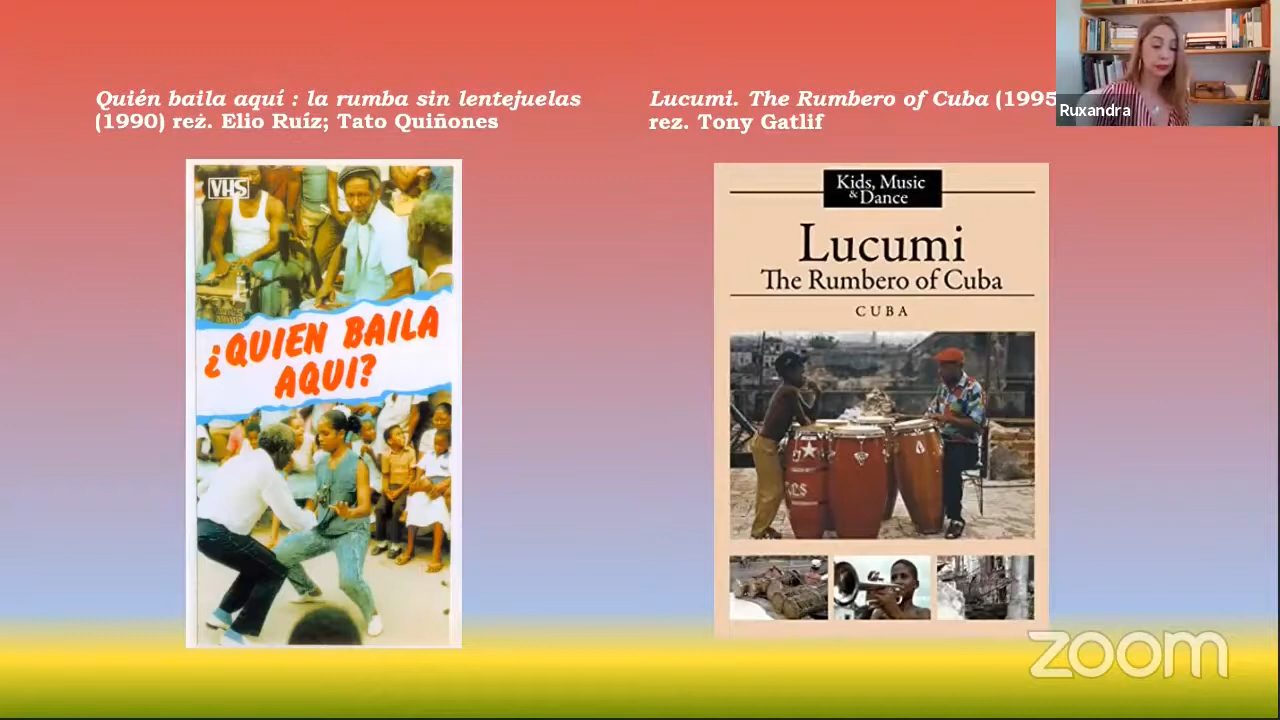 Quién baila aquí : la rumba sin lentejuelas
(1990) reż. Elio Ruíz; Tato Quiñones
Lucumi. The Rumbero of Cuba (1995
rez. Tony Gatlif
Ruxandra
VHS
¿QUIEN BAILA
AQUI?
Kids, Music
& Dance
Lucumi
The Rumbero of Cuba
CUBA
zoom